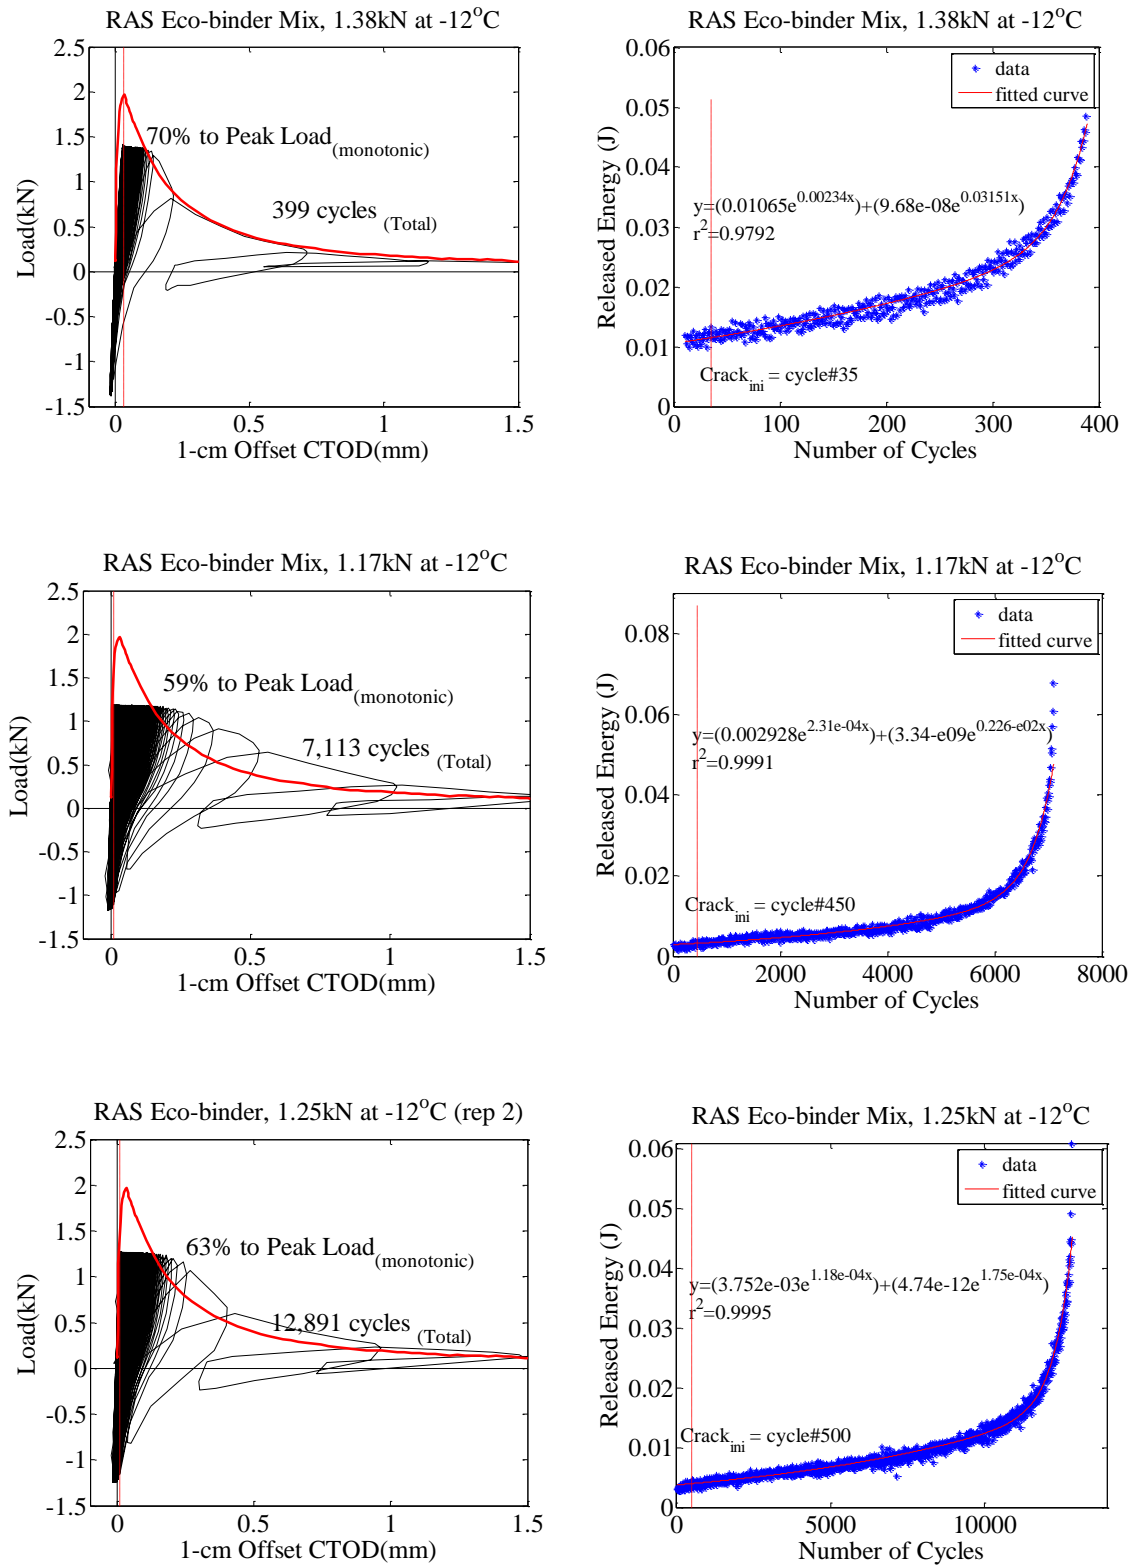 RAS Eco-binder Mix, 1.38kN at -12°C
2.5
2
1.5
1
0.5
0
-0.5
-1
-1.5
Load(kN)
70% to Peak Load(monotonic)
399 cycles (Total)
0 0.5 1 1.5
1-cm Offset CTOD(mm)
RAS Eco-binder Mix, 1.38kN at -12°C
0.06
0.05
0.04
0.03
0.02
0.01
0
Released Energy (J)
data
fitted curve
y=(0.01065e^0.00234x)+(9.68e-08e^0.03151x)
r²=0.9792
Crack_ini = cycle#35
100 200 300 400
Number of Cycles
RAS Eco-binder Mix, 1.17kN at -12°C
2.5
2
1.5
1
0.5
0
-0.5
-1
-1.5
Load(kN)
59% to Peak Load(monotonic)
7,113 cycles (Total)
0 0.5 1 1.5
1-cm Offset CTOD(mm)
RAS Eco-binder Mix, 1.17kN at -12°C
0.08
0.06
0.04
0.02
0
Released Energy (J)
data
fitted curve
y=(0.002928e^2.31e-04x)+(3.34-e09e^0.226-e02x)
r²=0.9991
Crack_ini = cycle#450
0 2000 4000 6000 8000
Number of Cycles
RAS Eco-binder, 1.25kN at -12°C (rep 2)
2.5
2
1.5
1
0.5
0
-0.5
-1
-1.5
Load(kN)
63% to Peak Load(monotonic)
12,891 cycles (Total)
0 0.5 1 1.5
1-cm Offset CTOD(mm)
RAS Eco-binder Mix, 1.25kN at -12°C
0.06
0.05
0.04
0.03
0.02
0.01
0
Released Energy (J)
data
fitted curve
y=(3.752e-03e^1.18e-04x)+(4.74e-12e^1.75e-04x)
r²=0.9995
Crack_ini = cycle#500
0 5000 10000
Number of Cycles